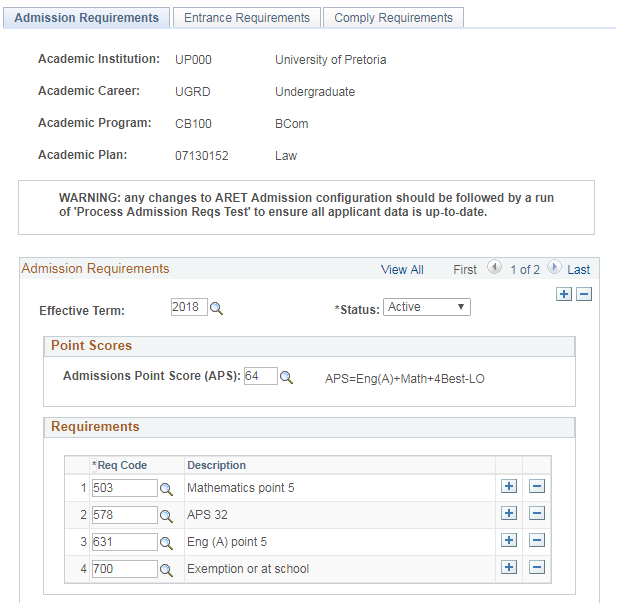 Admission Requirements Entrance Requirements Comply Requirements
Academic Institution: UP000 University of Pretoria
Academic Career: UGRD Undergraduate
Academic Program: CB100 BCom
Academic Plan: 07130152 Law
WARNING: any changes to ARET Admission configuration should be followed by a run
of 'Process Admission Reqs Test' to ensure all applicant data is up-to-date.
Admission Requirements View All First 1 of 2 Last
Effective Term: 2018 *Status: Active
Point Scores
Admissions Point Score (APS): 64 APS=Eng(A)+Math+4Best-LO
Requirements
*Req Code Description
1 503 Mathematics point 5
2 578 APS 32
3 631 Eng (A) point 5
4 700 Exemption or at school